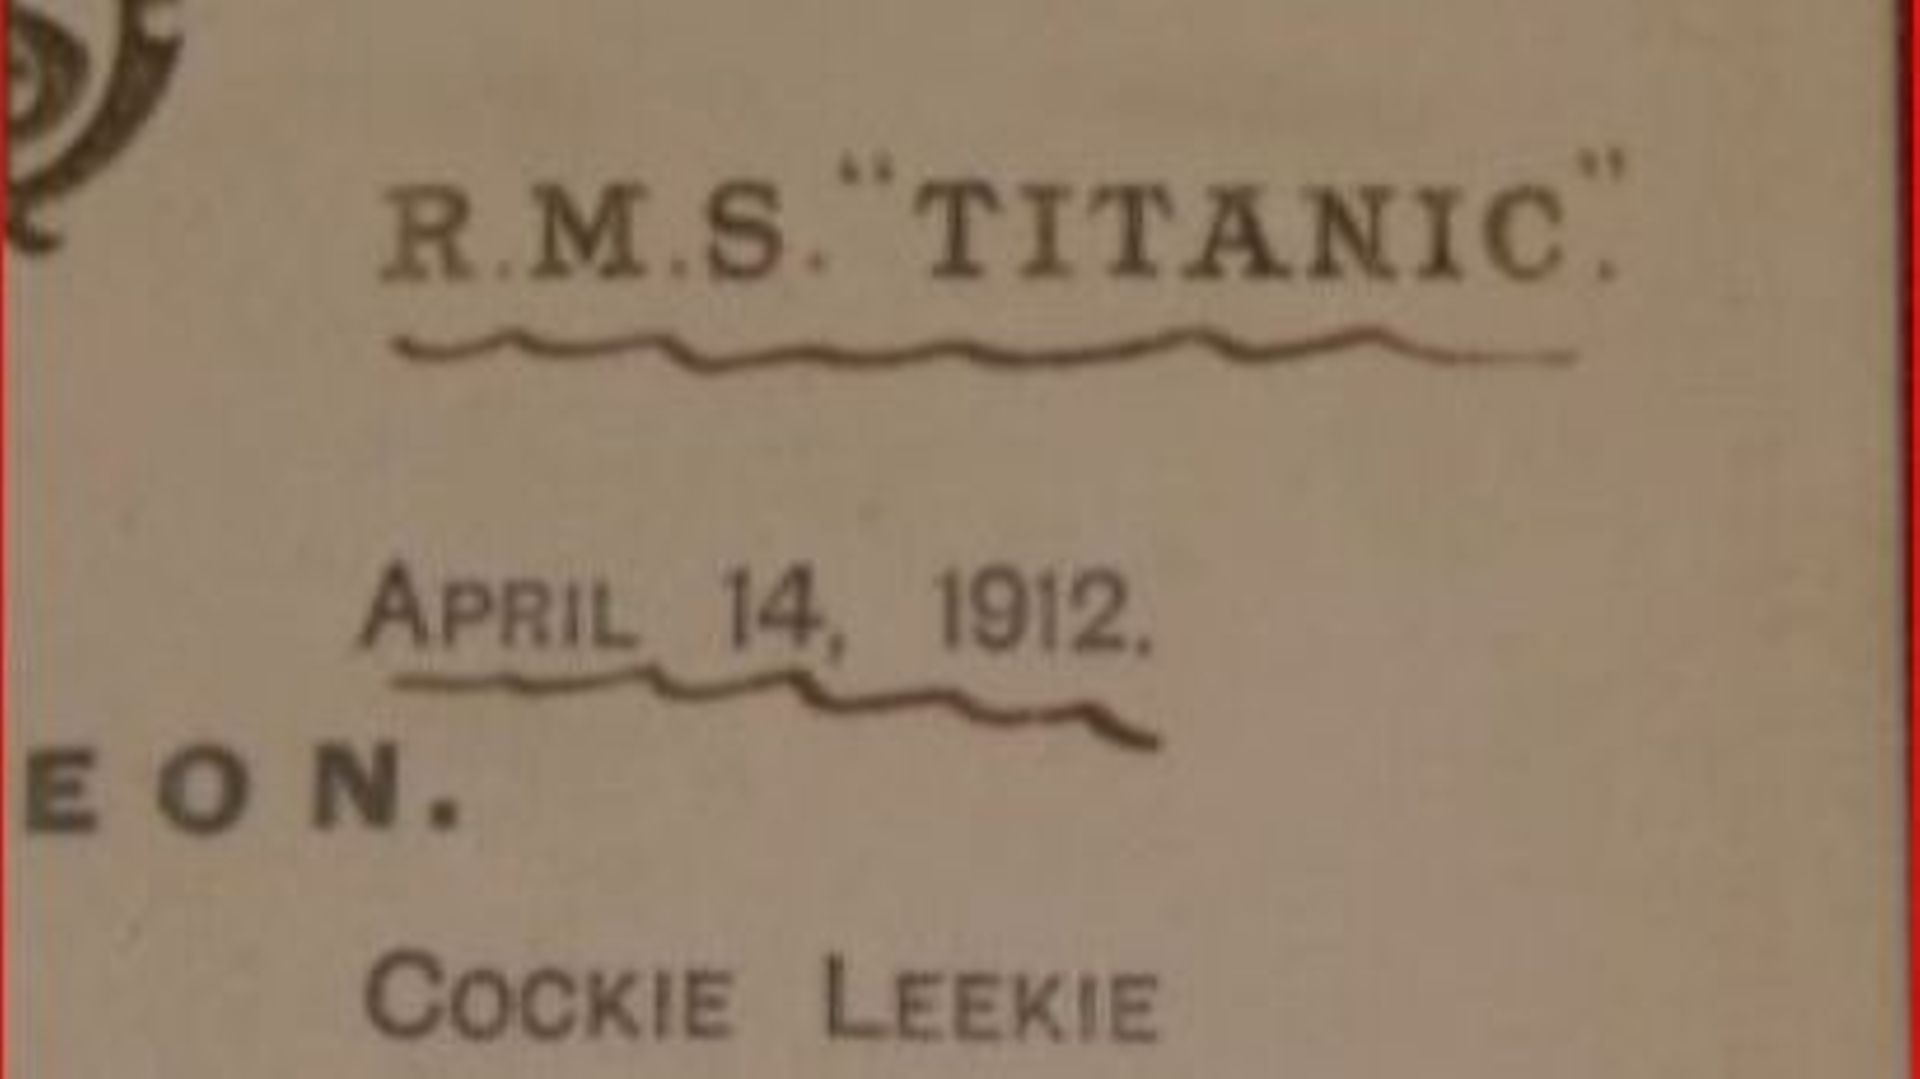 R.M.S. "TITANIC".
APRIL 14, 1912.
EON.
COCKIE LEEKIE